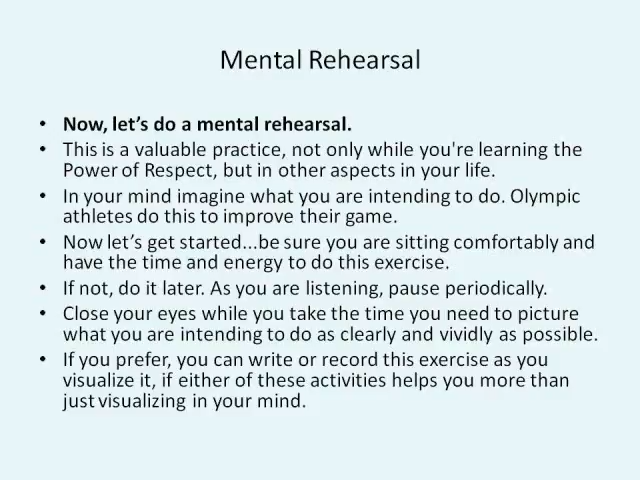 Mental Rehearsal
• Now, let’s do a mental rehearsal.
• This is a valuable practice, not only while you're learning the
Power of Respect, but in other aspects in your life.
• In your mind imagine what you are intending to do. Olympic
athletes do this to improve their game.
• Now let’s get started...be sure you are sitting comfortably and
have the time and energy to do this exercise.
• If not, do it later. As you are listening, pause periodically.
• Close your eyes while you take the time you need to picture
what you are intending to do as clearly and vividly as possible.
• If you prefer, you can write or record this exercise as you
visualize it, if either of these activities helps you more than
just visualizing in your mind.